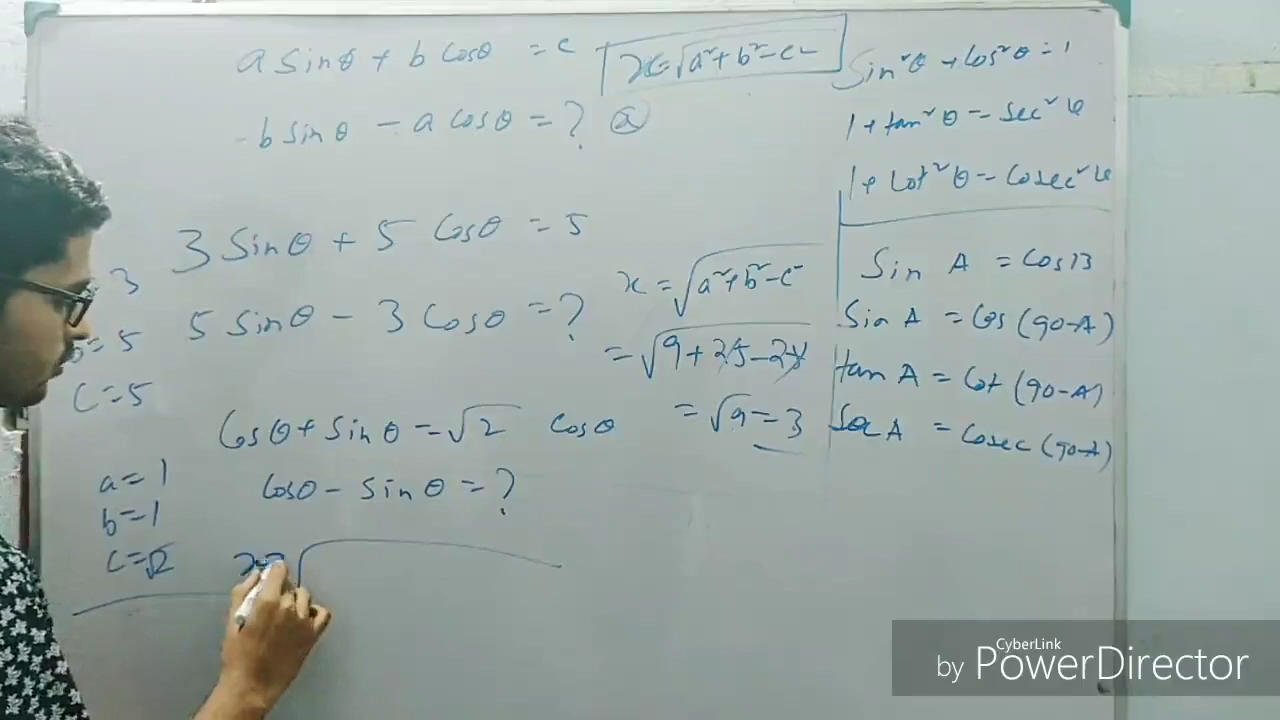 a sinθ + b cosθ = c
x=√a²+b²-c²
b sinθ - a cosθ = ? (x)
3 sinθ + 5 cosθ = 5
5 sinθ - 3 cosθ = ?
3
b=5
c=5
x=√a²+b²-c²
=√9+25-25
=√9=3
cosθ+sinθ=√2 cosθ
cosθ-sinθ=?
a=1
b=1
c=√2
x=√
sin²θ+cos²θ=1
1+tan²θ=sec²θ
1+cot²θ=cosec²θ
sin A = cos B
sin A = cos(90-A)
tan A = cot(90-A)
sec A = cosec(90-A)
CyberLink
by PowerDirector